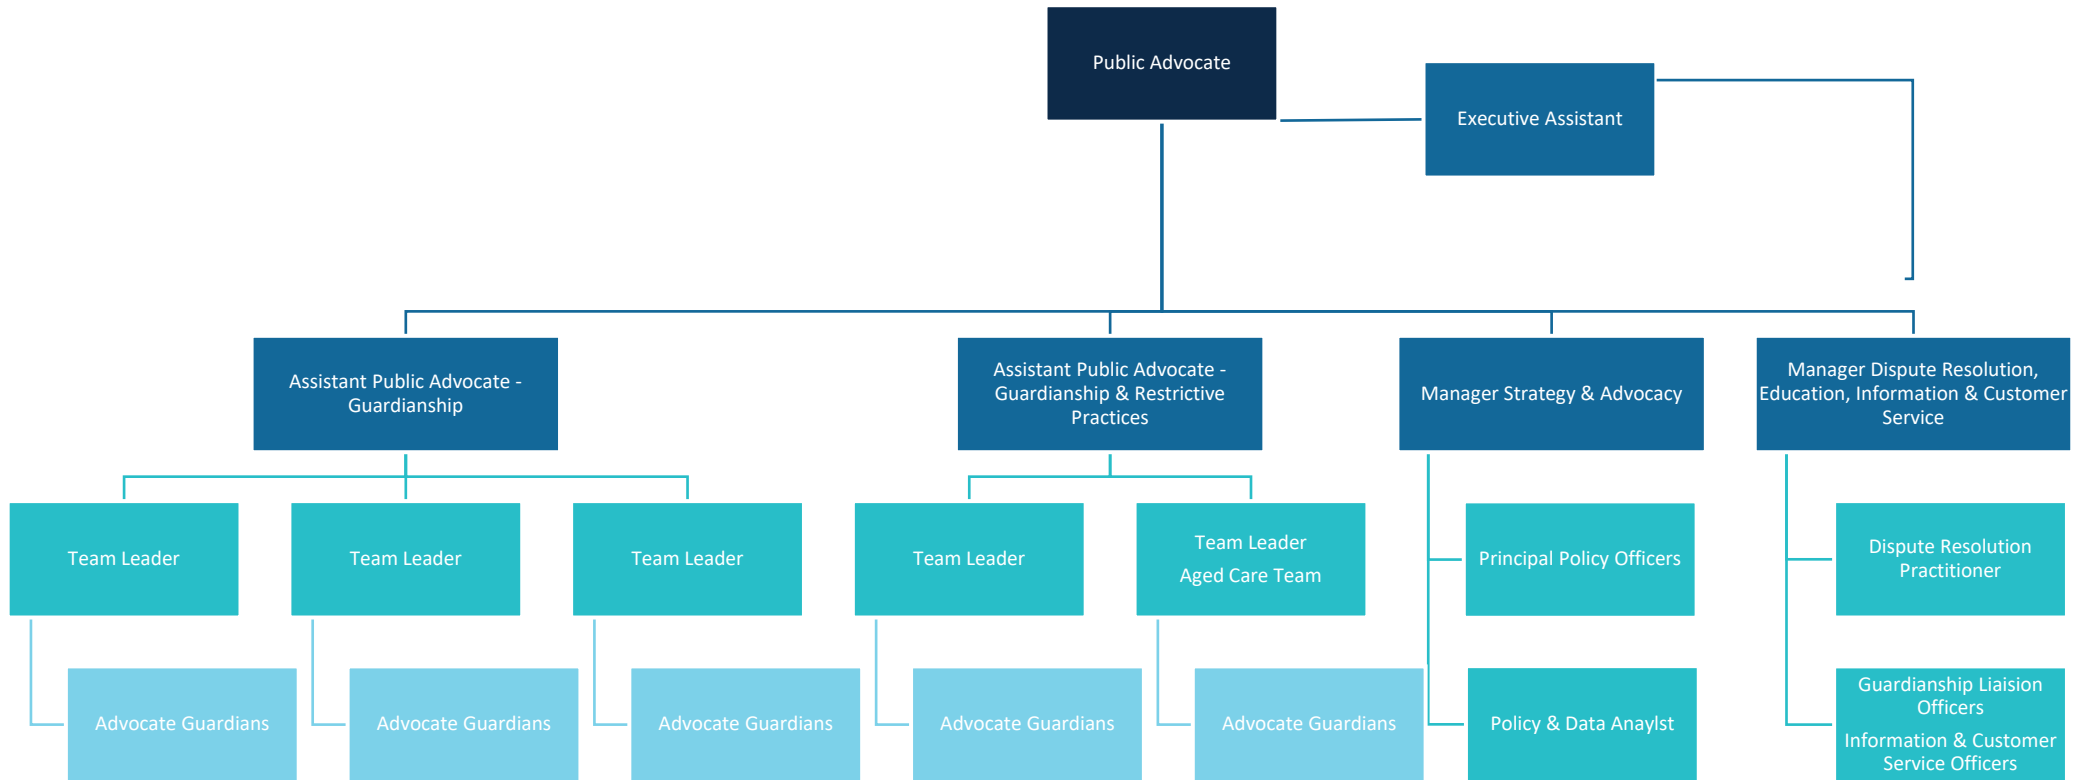 Public Advocate
Executive Assistant
Assistant Public Advocate -
Guardianship
Assistant Public Advocate -
Guardianship & Restrictive
Practices
Manager Strategy & Advocacy
Manager Dispute Resolution,
Education, Information & Customer
Service
Team Leader
Team Leader
Team Leader
Team Leader
Team Leader
Aged Care Team
Principal Policy Officers
Dispute Resolution
Practitioner
Advocate Guardians
Advocate Guardians
Advocate Guardians
Advocate Guardians
Advocate Guardians
Policy & Data Anaylst
Guardianship Liaision
Officers
Information & Customer
Service Officers